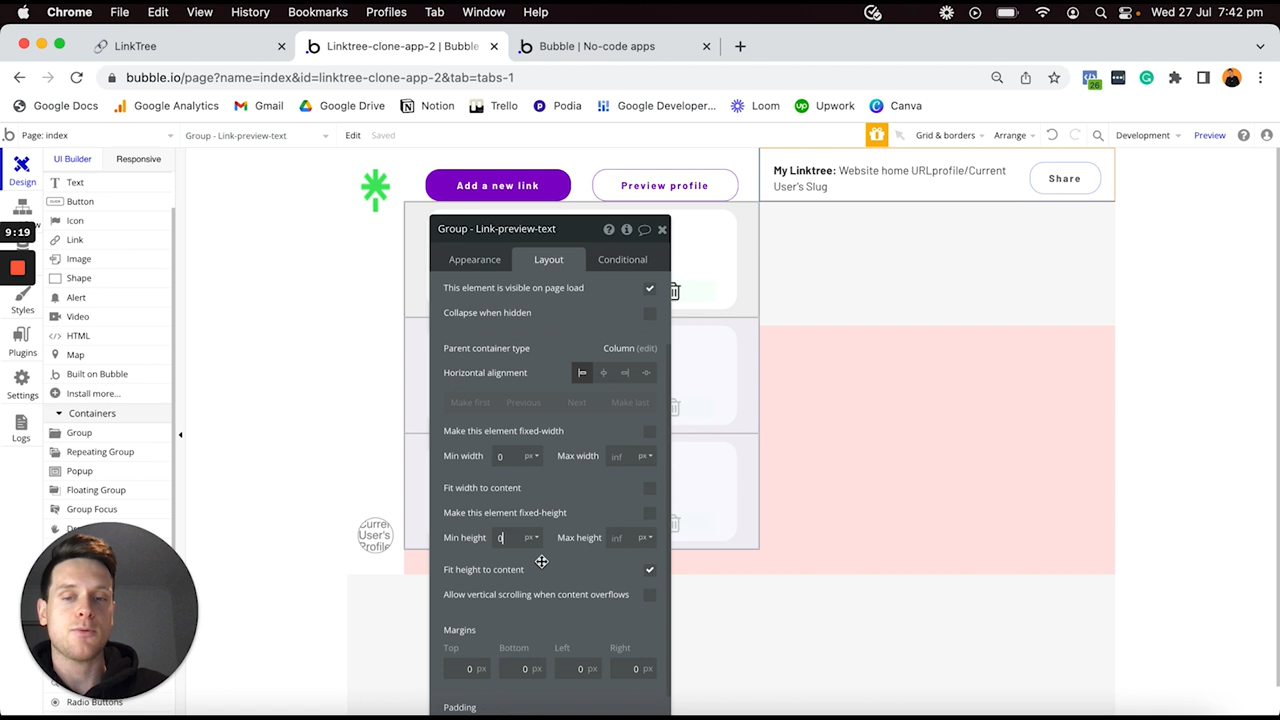 Chrome File Edit View History Bookmarks Profiles Tab Window Help Wed 27 Jul 7:42 pm
LinkTree Linktree-clone-app-2 | Bubble Bubble | No-code apps
bubble.io/page?name=index&id=linktree-clone-app-2&tab=tabs-1 26
Google Docs Google Analytics Gmail Google Drive Notion Trello Podia Google Developer... Loom Upwork Canva
Page: index Group - Link-preview-text Edit Saved Grid & borders Arrange Development Preview
UI Builder Responsive
Design
Text
Button
Icon
Link
Image
Shape
Alert
Video
HTML
Map
Built on Bubble
Install more...
Containers
Group
Repeating Group
Popup
Floating Group
Group Focus
Radio Buttons
9:19
Styles
Plugins
Settings
Logs
Add a new link Preview profile
My Linktree: Website home URLprofile/Current
User's Slug
Share
Group - Link-preview-text
Appearance Layout Conditional
This element is visible on page load
Collapse when hidden
Parent container type Column (edit)
Horizontal alignment
Make first Previous Next Make last
Make this element fixed-width
Min width 0 px Max width inf px
Fit width to content
Make this element fixed-height
Min height 0 px Max height inf px
Fit height to content
Allow vertical scrolling when content overflows
Margins
Top Bottom Left Right
0 px 0 px 0 px 0 px
Padding
Current
User's
Profile